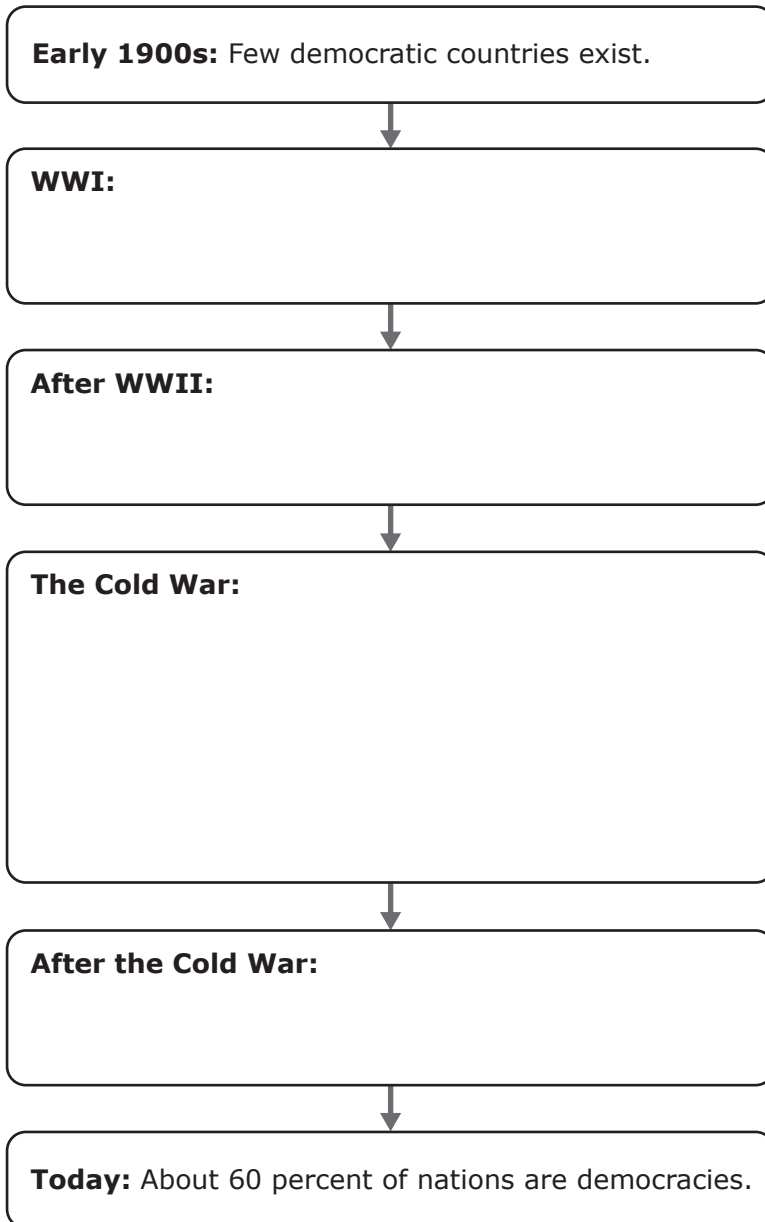 Early 1900s: Few democratic countries exist.
WWI:
After WWII:
The Cold War:
After the Cold War:
Today: About 60 percent of nations are democracies.